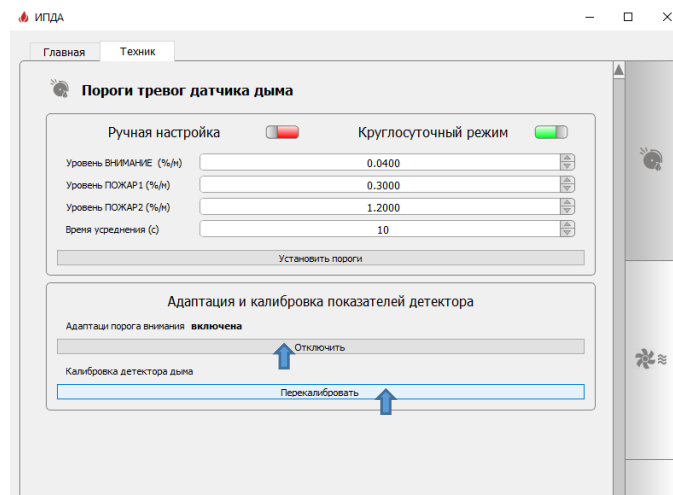 ИПДА
Главная Техник
Пороги тревог датчика дыма
Ручная настройка Круглосуточный режим
Уровень ВНИМАНИЕ (%/м) 0.0400
Уровень ПОЖАР1 (%/м) 0.3000
Уровень ПОЖАР2 (%/м) 1.2000
Время усреднения (с) 10
Установить пороги
Адаптация и калибровка показателей детектора
Адаптаци порога внимания включена
Отключить
Калибровка детектора дыма
Перекалибровать